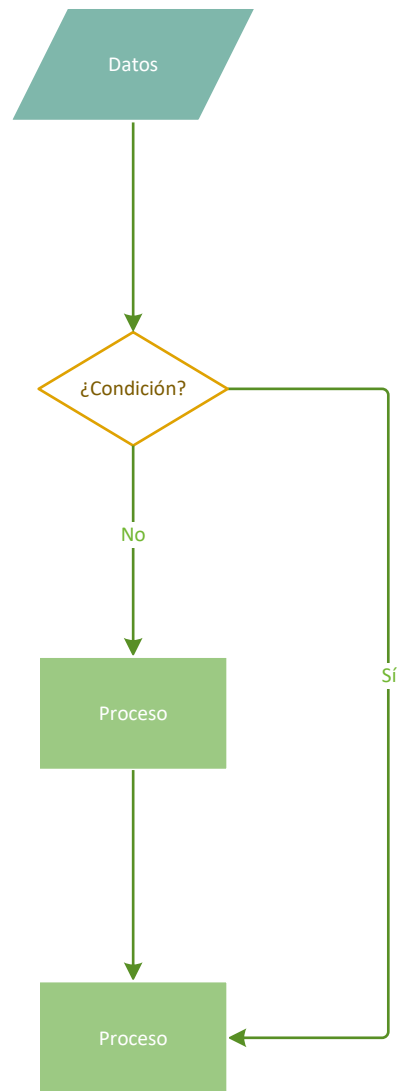 Datos
¿Condición?
No
Sí
Proceso
Proceso